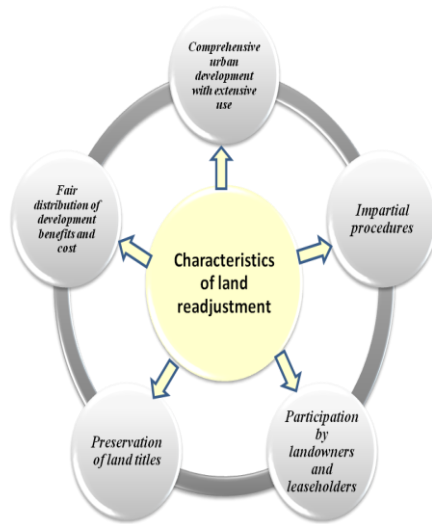 Comprehensive
urban
development
with extensive
use
Fair
distribution of
development
benefits and
cost
Impartial
procedures
Characteristics
of land
readjustment
Preservation
of land titles
Participation
by
landowners
and
leaseholders